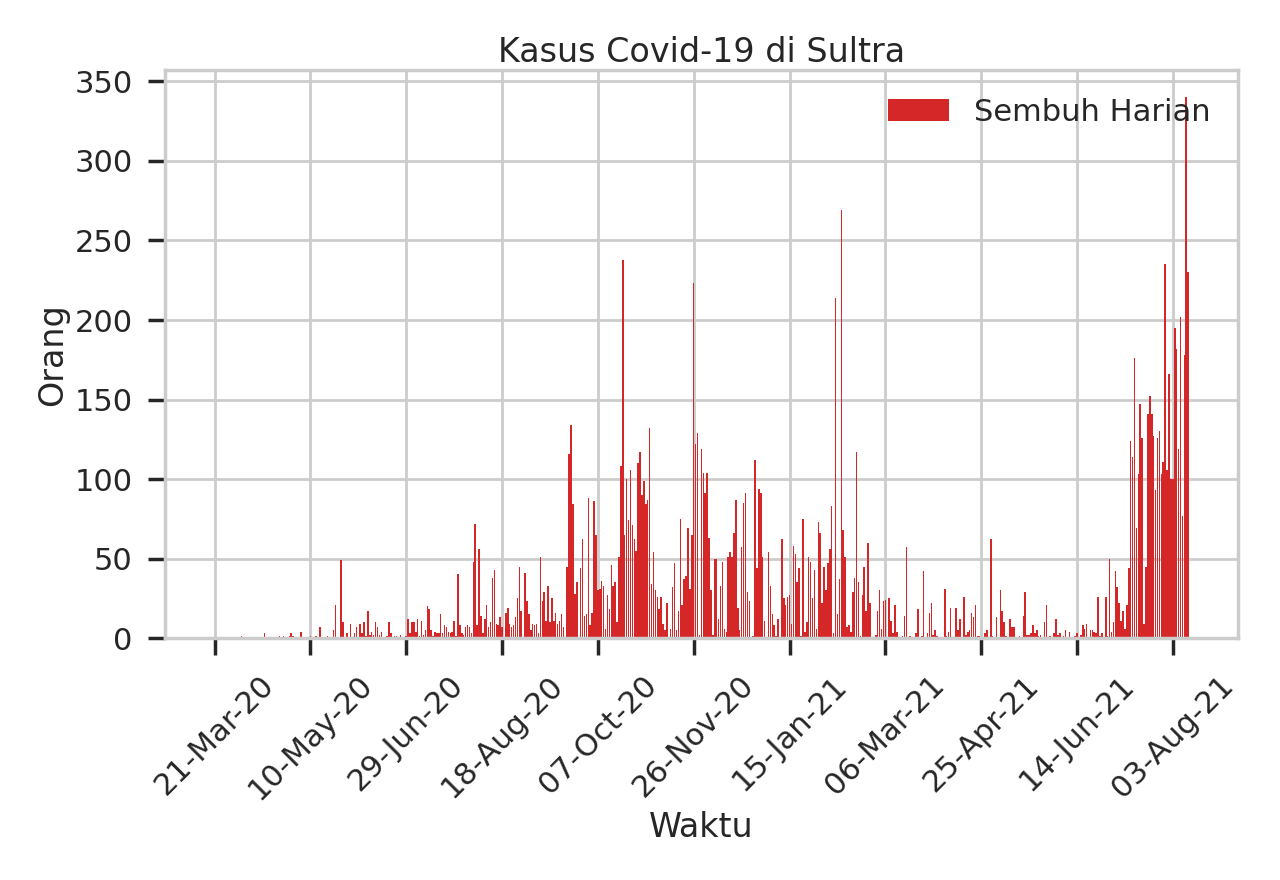 Kasus Covid-19 di Sultra
Sembuh Harian
Orang
350
300
250
200
150
100
50
0
21-Mar-20
10-May-20
29-Jun-20
18-Aug-20
07-Oct-20
26-Nov-20
15-Jan-21
06-Mar-21
25-Apr-21
14-Jun-21
03-Aug-21
Waktu